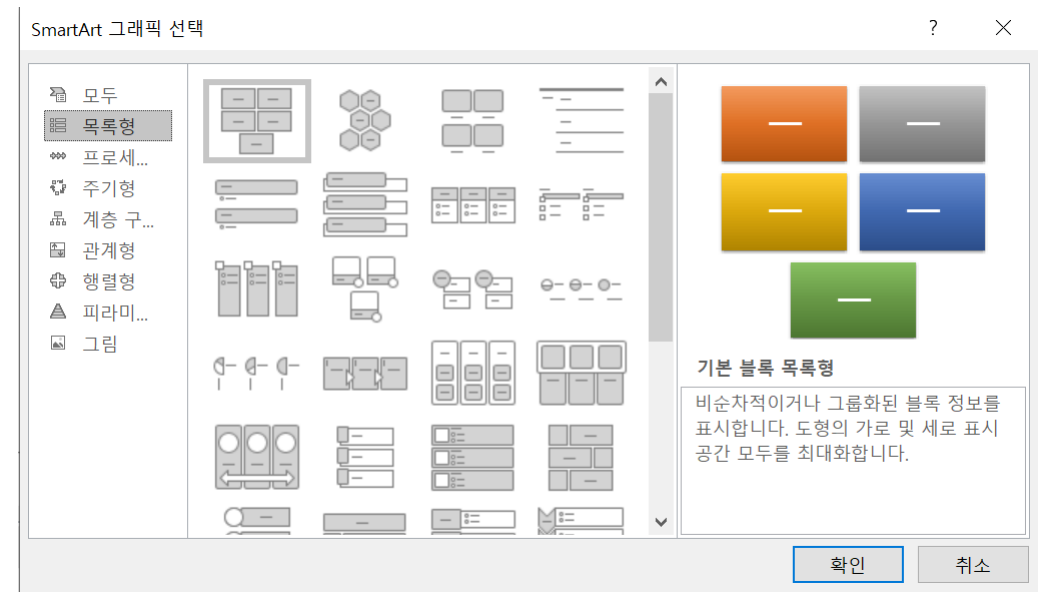 SmartArt 그래픽 선택
?
모두
목록형
프로세...
주기형
계층 구...
관계형
행렬형
피라미...
그림
기본 블록 목록형
비순차적이거나 그룹화된 블록 정보를
표시합니다. 도형의 가로 및 세로 표시
공간 모두를 최대화합니다.
확인
취소